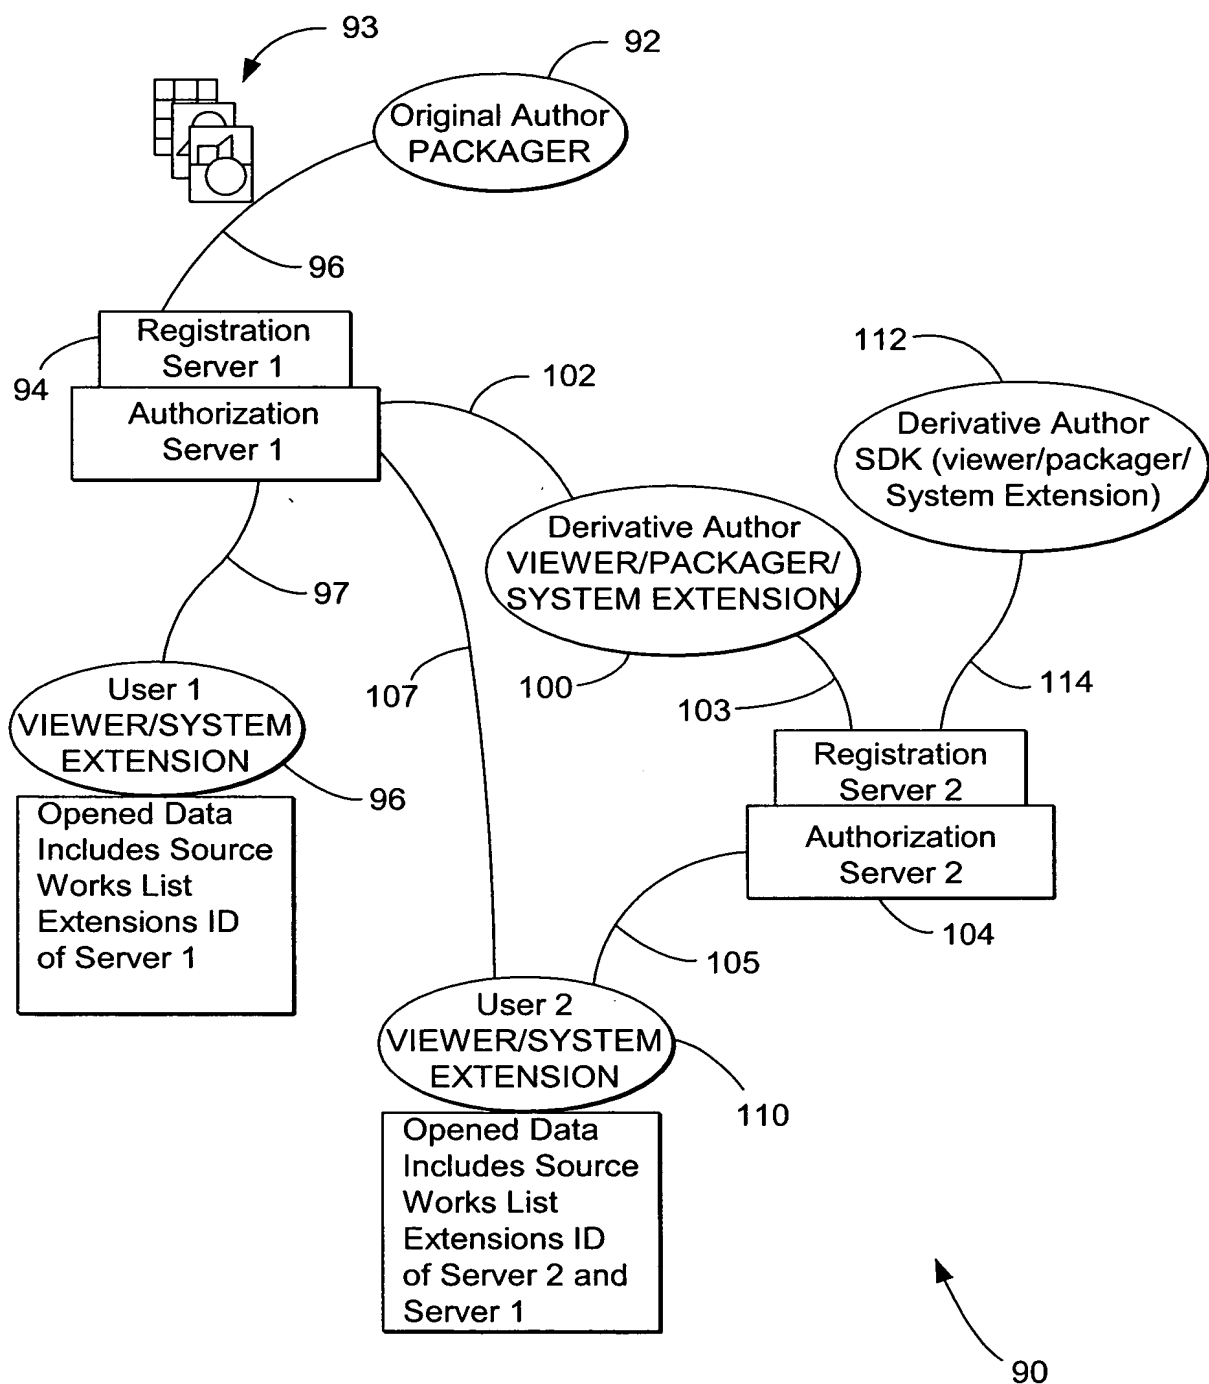 93
92
Original Author
PACKAGER
96
Registration
Server 1
94
Authorization
Server 1
102
112
Derivative Author
SDK (viewer/packager/
System Extension)
Derivative Author
VIEWER/PACKAGER/
SYSTEM EXTENSION
97
100
107
103
114
User 1
VIEWER/SYSTEM
EXTENSION
96
Registration
Server 2
Authorization
Server 2
104
105
Opened Data
Includes Source
Works List
Extensions ID
of Server 1
User 2
VIEWER/SYSTEM
EXTENSION
110
Opened Data
Includes Source
Works List
Extensions ID
of Server 2 and
Server 1
90